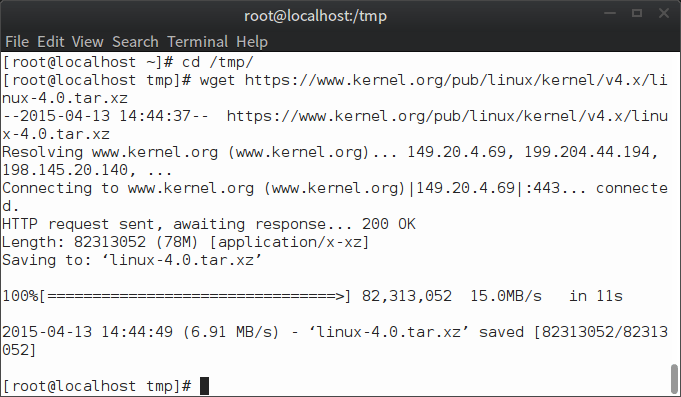 root@localhost:/tmp
File Edit View Search Terminal Help
[root@localhost ~]# cd /tmp/
[root@localhost tmp]# wget https://www.kernel.org/pub/linux/kernel/v4.x/li
nux-4.0.tar.xz
--2015-04-13 14:44:37--  https://www.kernel.org/pub/linux/kernel/v4.x/linu
x-4.0.tar.xz
Resolving www.kernel.org (www.kernel.org)... 149.20.4.69, 199.204.44.194,
198.145.20.140, ...
Connecting to www.kernel.org (www.kernel.org)|149.20.4.69|:443... connecte
d.
HTTP request sent, awaiting response... 200 OK
Length: 82313052 (78M) [application/x-xz]
Saving to: ‘linux-4.0.tar.xz’
100%[================================>] 82,313,052  15.0MB/s   in 11s
2015-04-13 14:44:49 (6.91 MB/s) - ‘linux-4.0.tar.xz’ saved [82313052/82313
052]
[root@localhost tmp]#